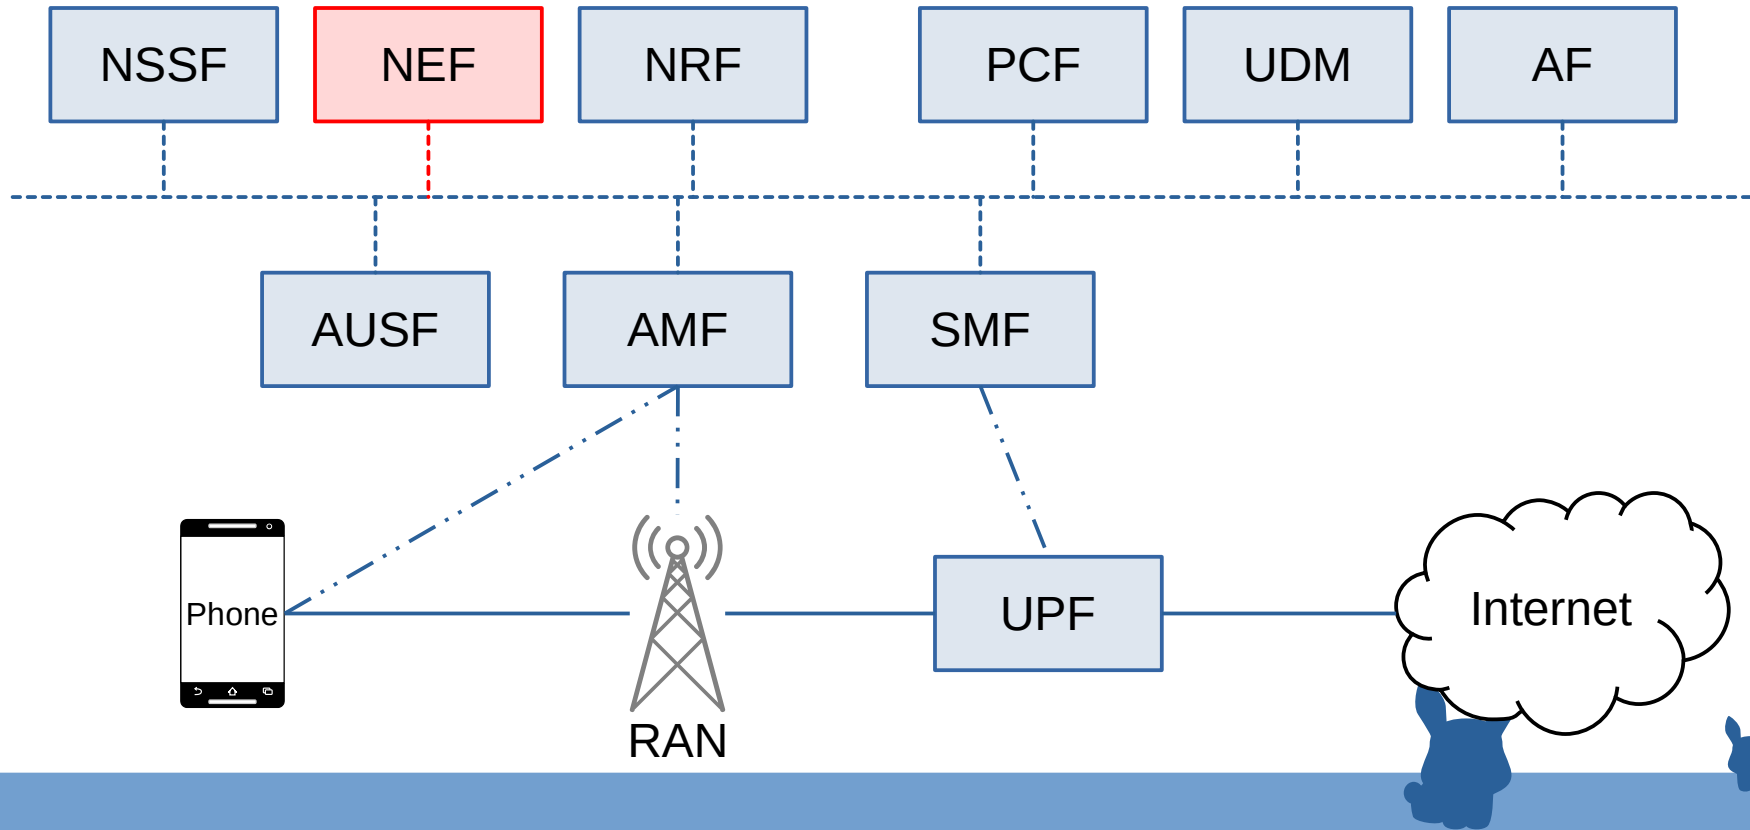 NSSF
NEF
NRF
PCF
UDM
AF
AUSF
AMF
SMF
Phone
RAN
UPF
Internet